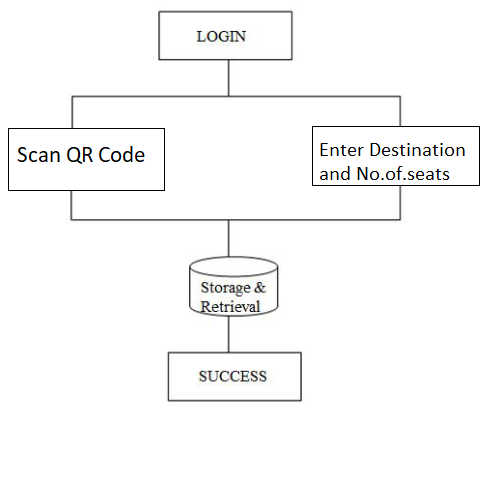 LOGIN
Scan QR Code
Enter Destination
and No.of.seats
Storage &
Retrieval
SUCCESS